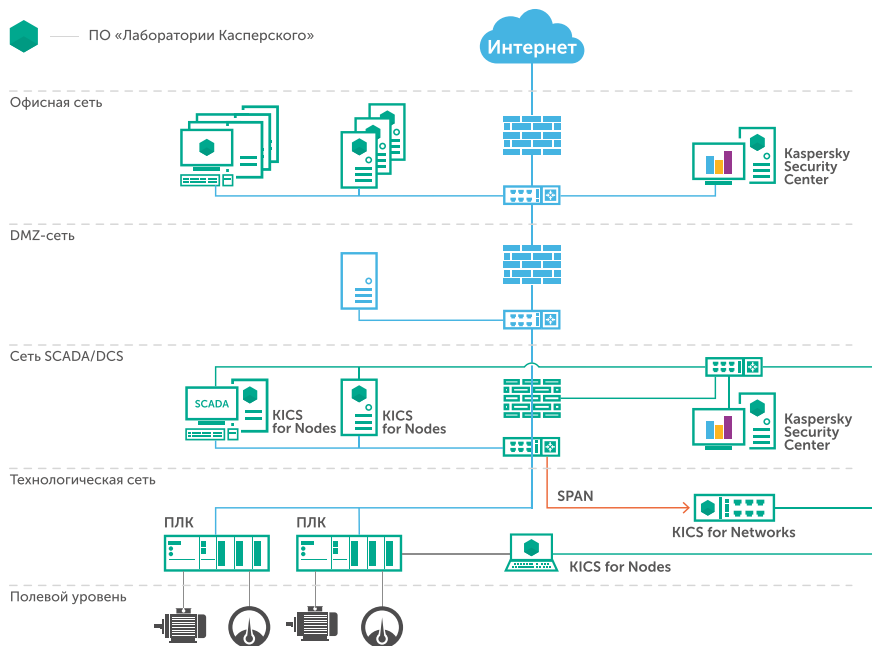 ПО «Лаборатории Касперского»
Интернет
Офисная сеть
Kaspersky
Security
Center
DMZ-сеть
Сеть SCADA/DCS
SCADA
KICS
for Nodes
KICS
for Nodes
Kaspersky
Security
Center
Технологическая сеть
SPAN
ПЛК
ПЛК
KICS for Networks
KICS for Nodes
Полевой уровень